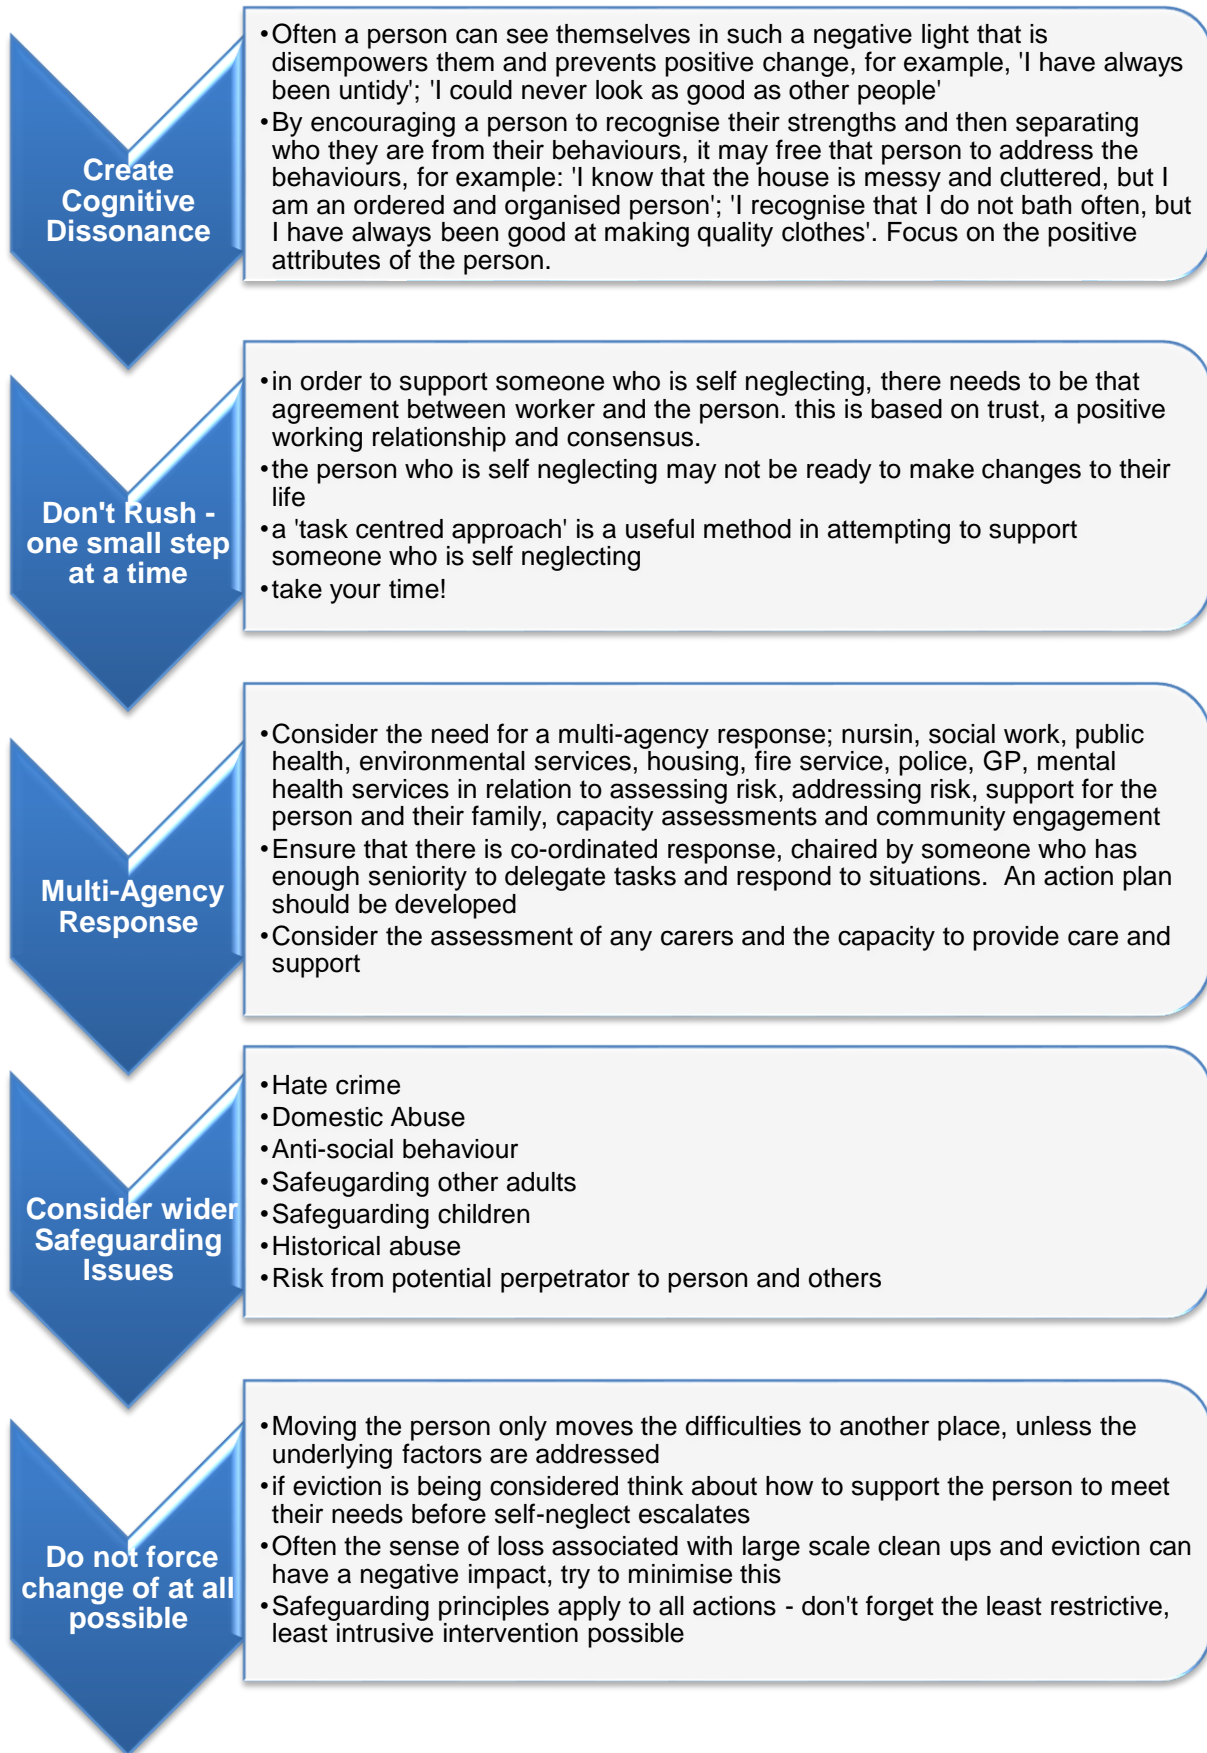 Create
Cognitive
Dissonance
•Often a person can see themselves in such a negative light that is
disempowers them and prevents positive change, for example, 'I have always
been untidy'; 'I could never look as good as other people'
•By encouraging a person to recognise their strengths and then separating
who they are from their behaviours, it may free that person to address the
behaviours, for example: 'I know that the house is messy and cluttered, but I
am an ordered and organised person'; 'I recognise that I do not bath often, but
I have always been good at making quality clothes'. Focus on the positive
attributes of the person.
Don't Rush -
one small step
at a time
•in order to support someone who is self neglecting, there needs to be that
agreement between worker and the person. this is based on trust, a positive
working relationship and consensus.
•the person who is self neglecting may not be ready to make changes to their
life
•a 'task centred approach' is a useful method in attempting to support
someone who is self neglecting
•take your time!
Multi-Agency
Response
•Consider the need for a multi-agency response; nursin, social work, public
health, environmental services, housing, fire service, police, GP, mental
health services in relation to assessing risk, addressing risk, support for the
person and their family, capacity assessments and community engagement
•Ensure that there is co-ordinated response, chaired by someone who has
enough seniority to delegate tasks and respond to situations.  An action plan
should be developed
•Consider the assessment of any carers and the capacity to provide care and
support
Consider wider
Safeguarding
Issues
•Hate crime
•Domestic Abuse
•Anti-social behaviour
•Safeugarding other adults
•Safeguarding children
•Historical abuse
•Risk from potential perpetrator to person and others
Do not force
change of at all
possible
•Moving the person only moves the difficulties to another place, unless the
underlying factors are addressed
•if eviction is being considered think about how to support the person to meet
their needs before self-neglect escalates
•Often the sense of loss associated with large scale clean ups and eviction can
have a negative impact, try to minimise this
•Safeguarding principles apply to all actions - don't forget the least restrictive,
least intrusive intervention possible